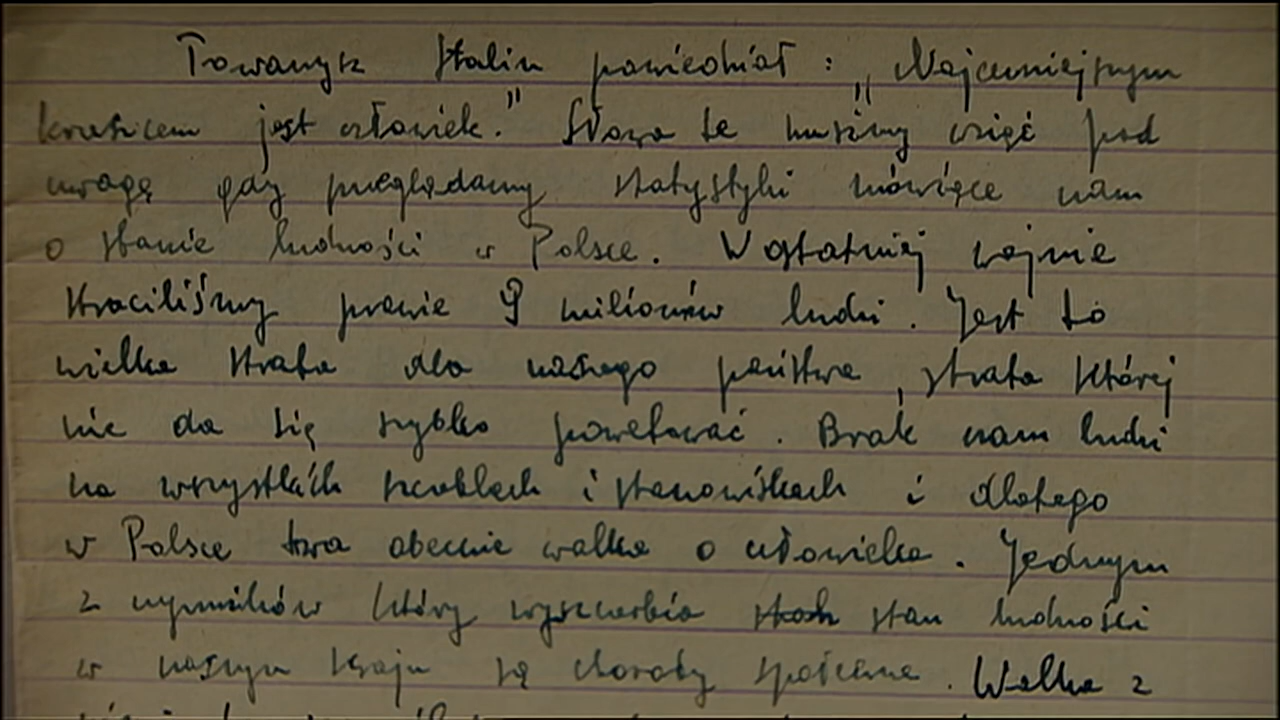 Towarzysz Stalin powiedział : „Najcenniejszym
kruszcem jest człowiek.” Słowa te musimy wziąć pod
uwagę gdy przeglądamy statystyki mówiące nam
o stanie ludności w Polsce. W ostatniej wojnie
straciliśmy prawie 9 milionów ludzi. Jest to
wielka strata dla naszego państwa, strata której
nie da się szybko powetować. Brak nam ludzi
na wszystkich szczeblach i stanowiskach i dlatego
w Polsce trwa obecnie walka o człowieka. Jednym
z czynników który wyszczerbia stan ludności
w naszym kraju są choroby społeczne. Walka z